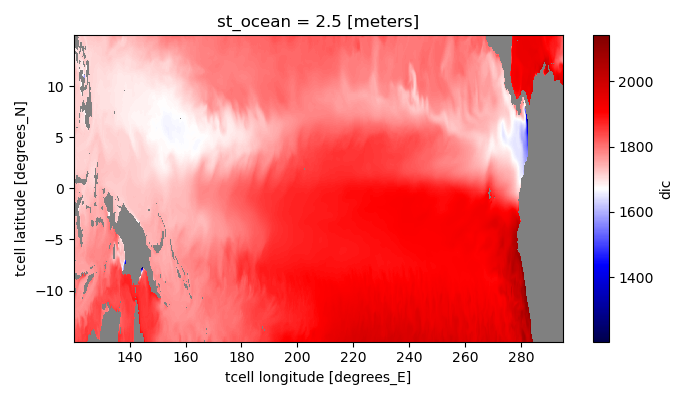 st_ocean = 2.5 [meters]
10
5
0
−5
−10
tcell latitude [degrees_N]
140 160 180 200 220 240 260 280
tcell longitude [degrees_E]
2000
1800
1600
1400
dic